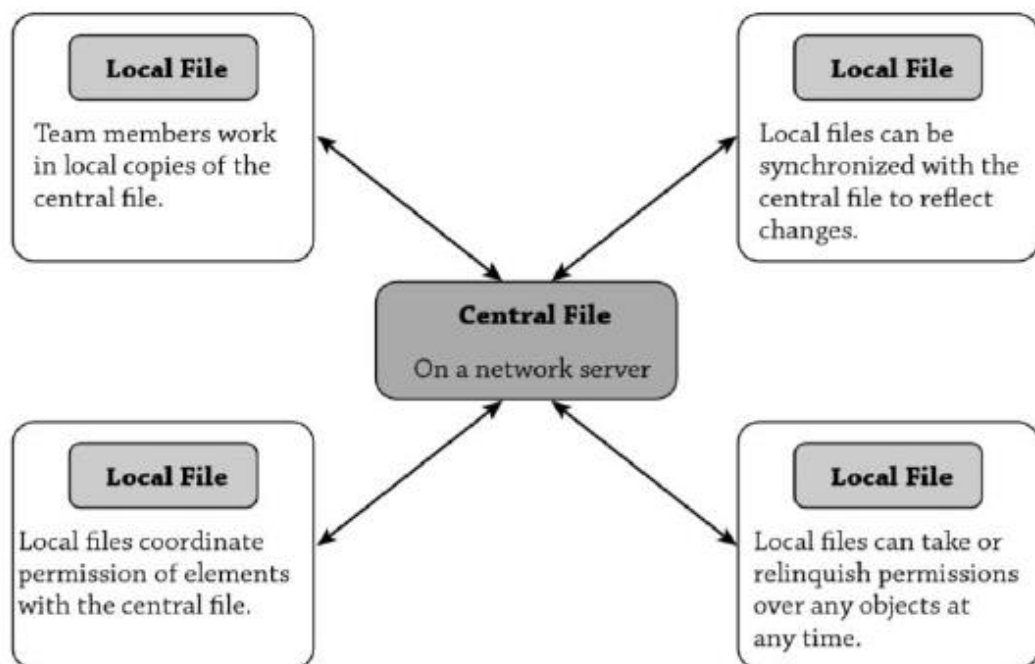 Local File
Team members work
in local copies of the
central file.
Local File
Local files can be
synchronized with the
central file to reflect
changes.
Central File
On a network server
Local File
Local files coordinate
permission of elements
with the central file.
Local File
Local files can take or
relinquish permissions
over any objects at
any time.